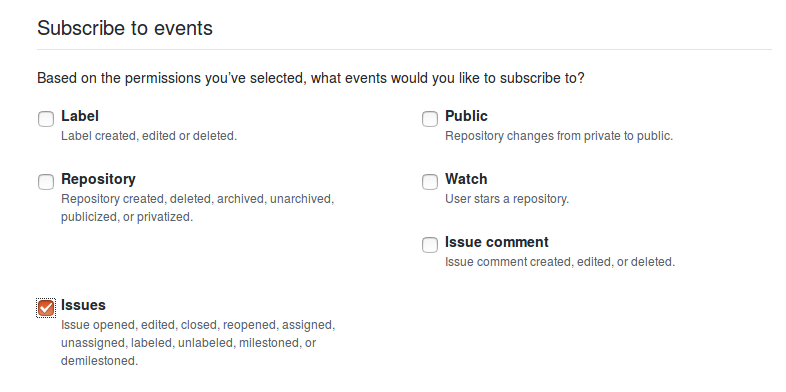 Subscribe to events
Based on the permissions you've selected, what events would you like to subscribe to?
Label
Label created, edited or deleted.
Public
Repository changes from private to public.
Repository
Repository created, deleted, archived, unarchived,
publicized, or privatized.
Watch
User stars a repository.
Issue comment
Issue comment created, edited, or deleted.
Issues
Issue opened, edited, closed, reopened, assigned,
unassigned, labeled, unlabeled, milestoned, or
demilestoned.